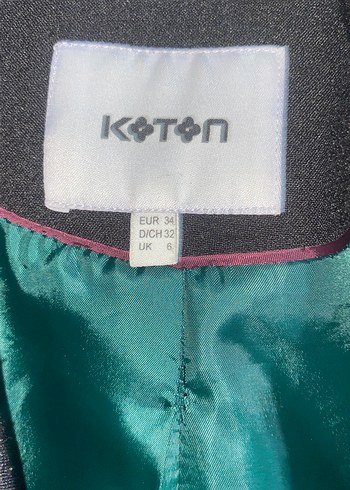 KOTON
EUR 34
D/CH 32
UK 6